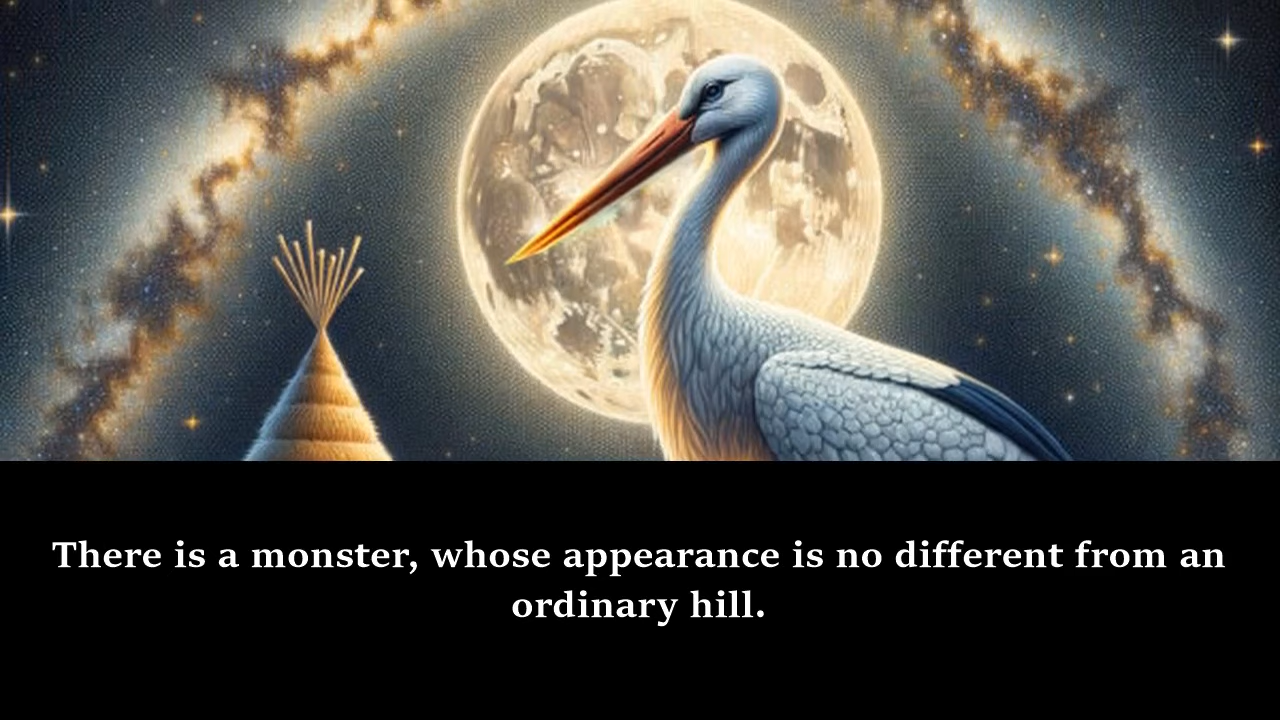 There is a monster, whose appearance is no different from an
ordinary hill.